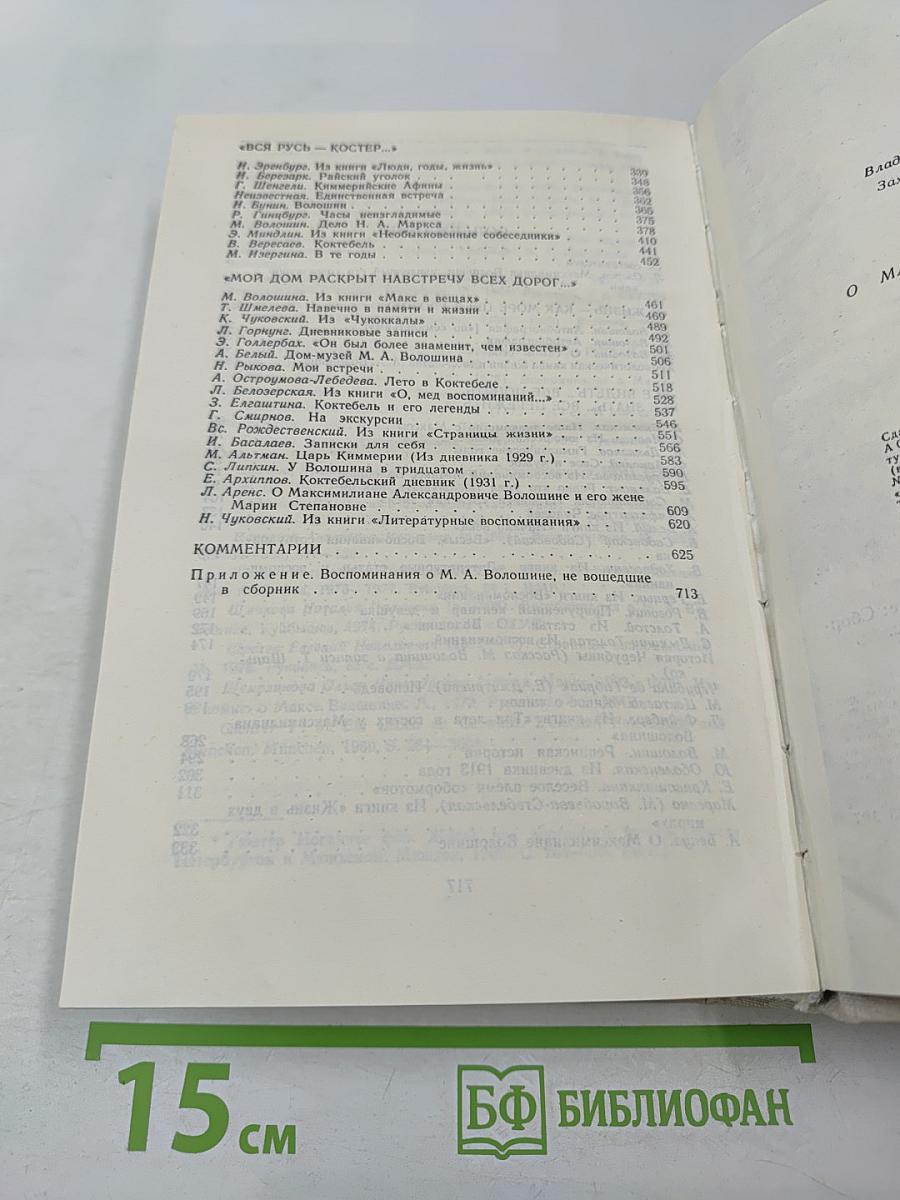 «ВСЯ РУСЬ — КОСТЕР...»
И. Эренбург. Из книги «Люди, годы, жизнь» 339
И. Березарк. Райский уголок 348
Г. Шенгели. Киммерийские Афины 356
Неизвестная. Единственная встреча 362
И. Бунин. Волошин 365
Р. Гинцбург. Часы неизгладимые 375
М. Волошин. Дело Н. А. Маркса 378
Э. Миндлин. Из книги «Необыкновенные собеседники» 410
В. Вересаев. Коктебель 441
М. Изергина. В те годы 452
«МОЙ ДОМ РАСКРЫТ НАВСТРЕЧУ ВСЕХ ДОРОГ...»
М. Волошина. Из книги «Макс в вещах» 461
Т. Шмелева. Навечно в памяти и жизни 469
К. Чуковский. Из «Чукоккалы» 489
Л. Горнунг. Дневниковые записи 492
Э. Голлербах. «Он был более знаменит, чем известен» 501
А. Белый. Дом-музей М. А. Волошина 506
Н. Рыкова. Мои встречи 511
А. Остроумова-Лебедева. Лето в Коктебеле 518
Л. Белозерская. Из книги «О, мед воспоминаний...» 528
З. Елгаштина. Коктебель и его легенды 537
Г. Смирнов. На экскурсии 546
Вс. Рождественский. Из книги «Страницы жизни» 551
И. Басалаев. Записки для себя 566
М. Альтман. Царь Киммерии (Из дневника 1929 г.) 583
С. Липкин. У Волошина в тридцатом 590
Е. Архиппов. Коктебельский дневник (1931 г.) 595
Л. Аренс. О Максимилиане Александровиче Волошине и его жене
Марии Степановне 609
Н. Чуковский. Из книги «Литературные воспоминания» 620
КОММЕНТАРИИ 625
Приложение. Воспоминания о М. А. Волошине, не вошедшие
в сборник 713
Влад
Зах
О МА
15 см
БФ БИБЛИОФАН